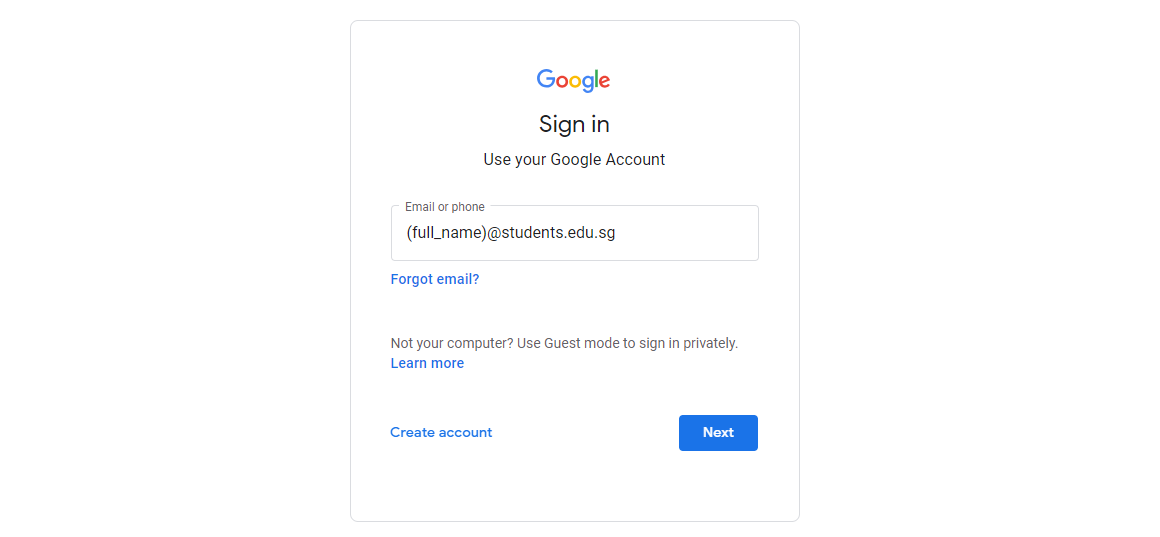 Google
Sign in
Use your Google Account
Email or phone
(full_name)@students.edu.sg
Forgot email?
Not your computer? Use Guest mode to sign in privately.
Learn more
Create account
Next